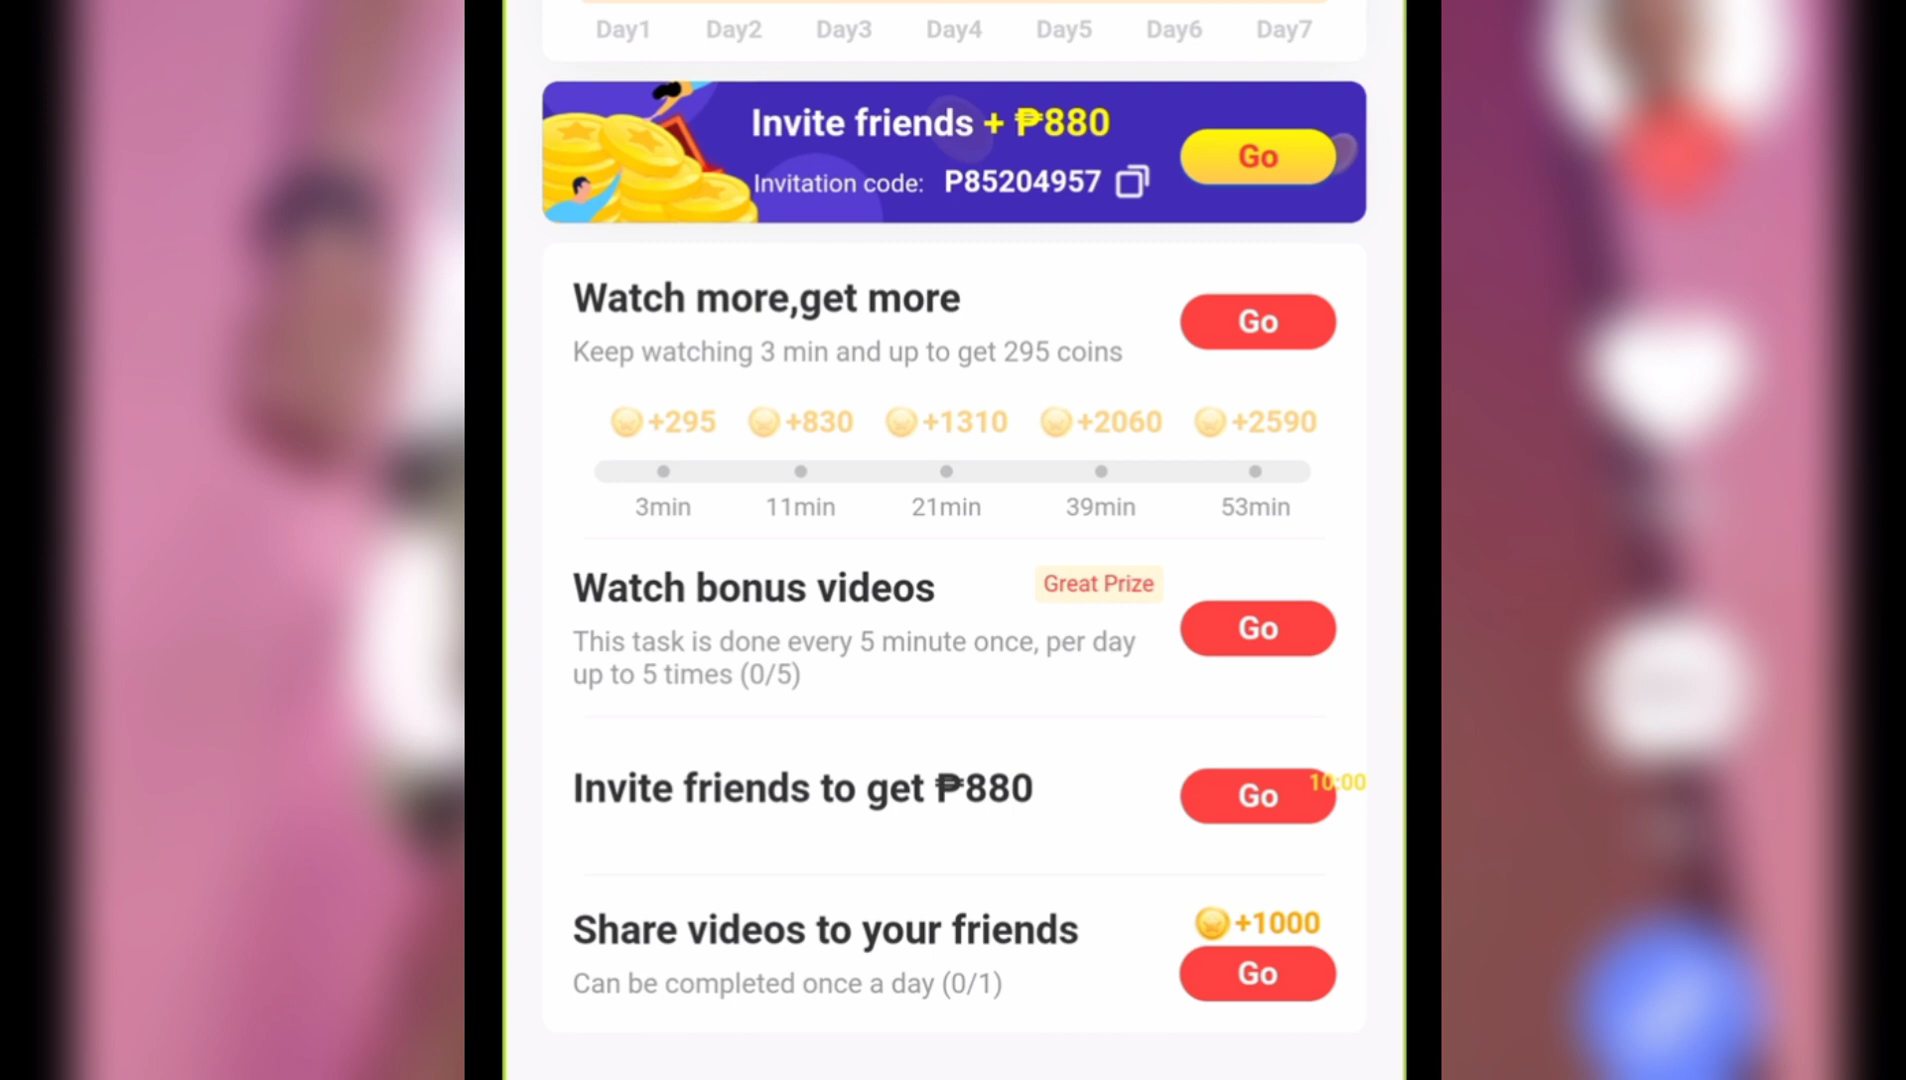 Day1 Day2 Day3 Day4 Day5 Day6 Day7
Invite friends + ₱880
Go
Invitation code: P85204957
Watch more,get more
Go
Keep watching 3 min and up to get 295 coins
+295 +830 +1310 +2060 +2590
3min 11min 21min 39min 53min
Watch bonus videos
Great Prize
Go
This task is done every 5 minute once, per day
up to 5 times (0/5)
Invite friends to get ₱880
Go
10:00
Share videos to your friends
+1000
Can be completed once a day (0/1)
Go